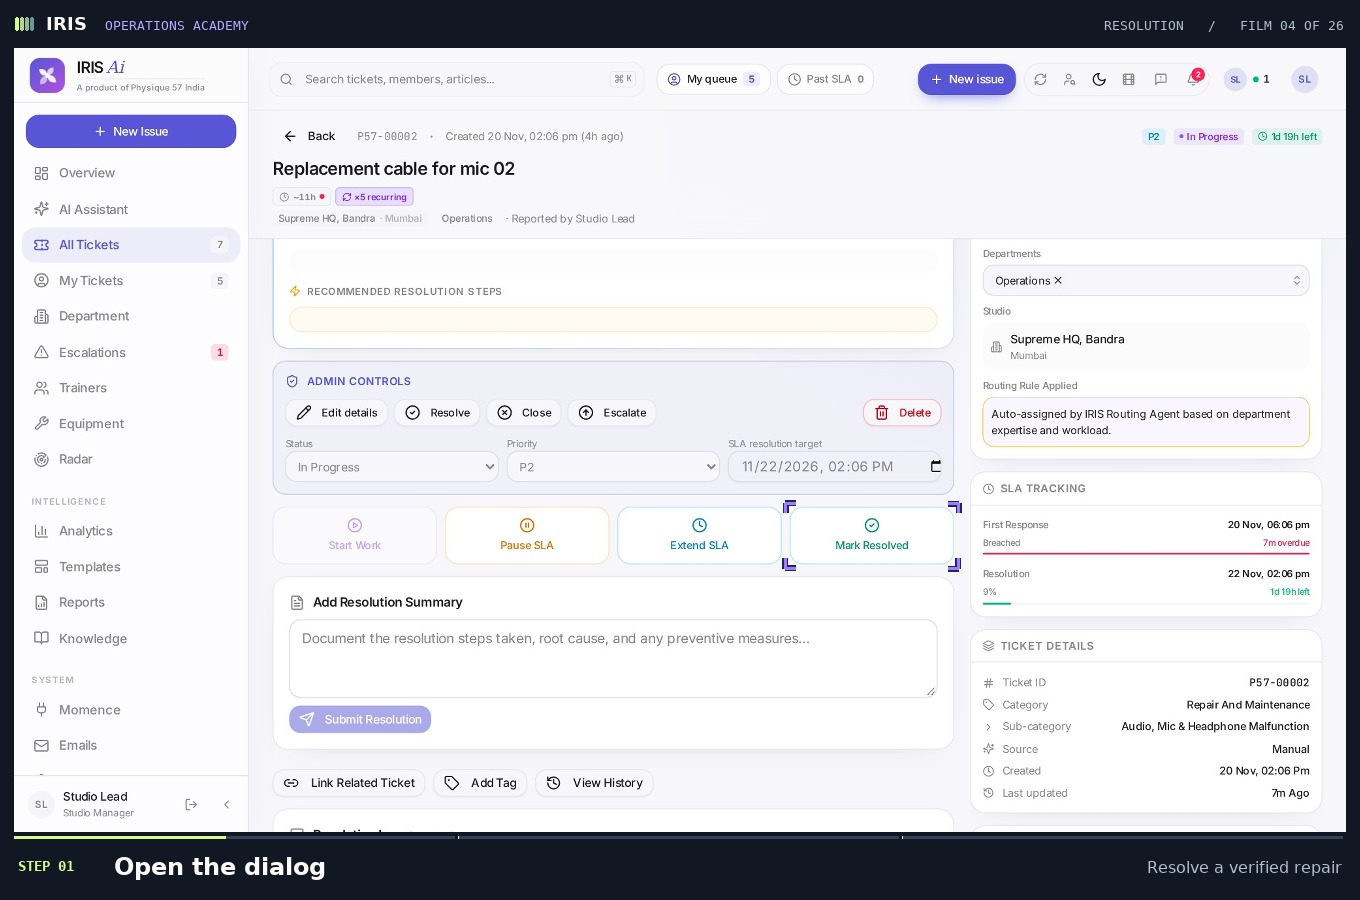 IRIS OPERATIONS ACADEMY
RESOLUTION / FILM 04 OF 26
IRIS Ai
A product of Physique 57 India
Search tickets, members, articles...
⌘ K
My queue 5
Past SLA 0
+ New issue
2
SL
1
SL
+ New Issue
Overview
AI Assistant
All Tickets 7
My Tickets 5
Department
Escalations 1
Trainers
Equipment
Radar
INTELLIGENCE
Analytics
Templates
Reports
Knowledge
SYSTEM
Momence
Emails
SL
Studio Lead
Studio Manager
Back P57-00002 · Created 20 Nov, 02:06 pm (4h ago)
P2 In Progress 1d 19h left
Replacement cable for mic 02
~11h ×5 recurring
Supreme HQ, Bandra · Mumbai Operations · Reported by Studio Lead
RECOMMENDED RESOLUTION STEPS
ADMIN CONTROLS
Edit details Resolve Close Escalate Delete
Status Priority SLA resolution target
In Progress P2 11/22/2026, 02:06 PM
Start Work Pause SLA Extend SLA Mark Resolved
Add Resolution Summary
Document the resolution steps taken, root cause, and any preventive measures...
Submit Resolution
Link Related Ticket Add Tag View History
Departments
Operations ×
Studio
Supreme HQ, Bandra
Mumbai
Routing Rule Applied
Auto-assigned by IRIS Routing Agent based on department
expertise and workload.
SLA TRACKING
First Response 20 Nov, 06:06 pm
Breached 7m overdue
Resolution 22 Nov, 02:06 pm
9% 1d 19h left
TICKET DETAILS
# Ticket ID P57-00002
Category Repair And Maintenance
Sub-category Audio, Mic & Headphone Malfunction
Source Manual
Created 20 Nov, 02:06 Pm
Last updated 7m Ago
STEP 01 Open the dialog
Resolve a verified repair